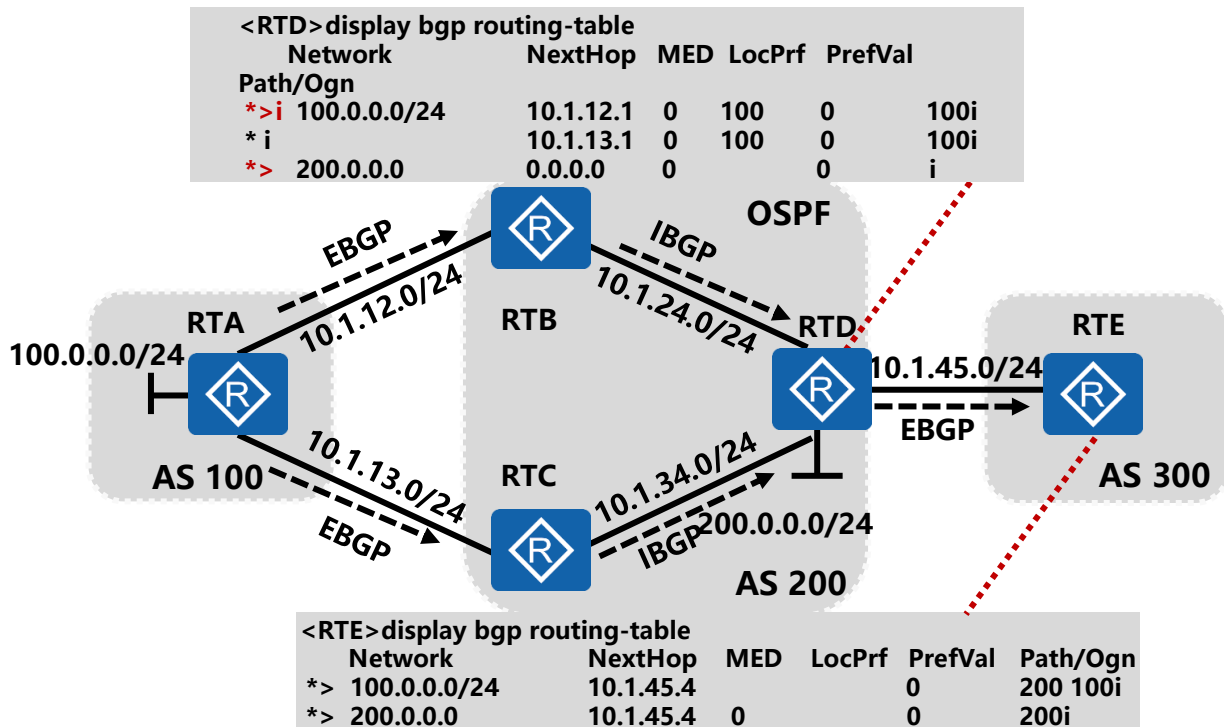 <RTD>display bgp routing-table
Network NextHop MED LocPrf PrefVal
Path/Ogn
*>i 100.0.0.0/24 10.1.12.1 0 100 0 100i
* i 10.1.13.1 0 100 0 100i
*> 200.0.0.0 0.0.0.0 0 0 i
OSPF
R
EBGP
IBGP
10.1.12.0/24
10.1.24.0/24
RTB
RTA
RTD
RTE
100.0.0.0/24
10.1.45.0/24
R
R
R
EBGP
AS 100
10.1.13.0/24
RTC
10.1.34.0/24
AS 300
EBGP
R
IBGP
200.0.0.0/24
AS 200
<RTE>display bgp routing-table
Network NextHop MED LocPrf PrefVal Path/Ogn
*> 100.0.0.0/24 10.1.45.4 0 200 100i
*> 200.0.0.0 10.1.45.4 0 0 200i